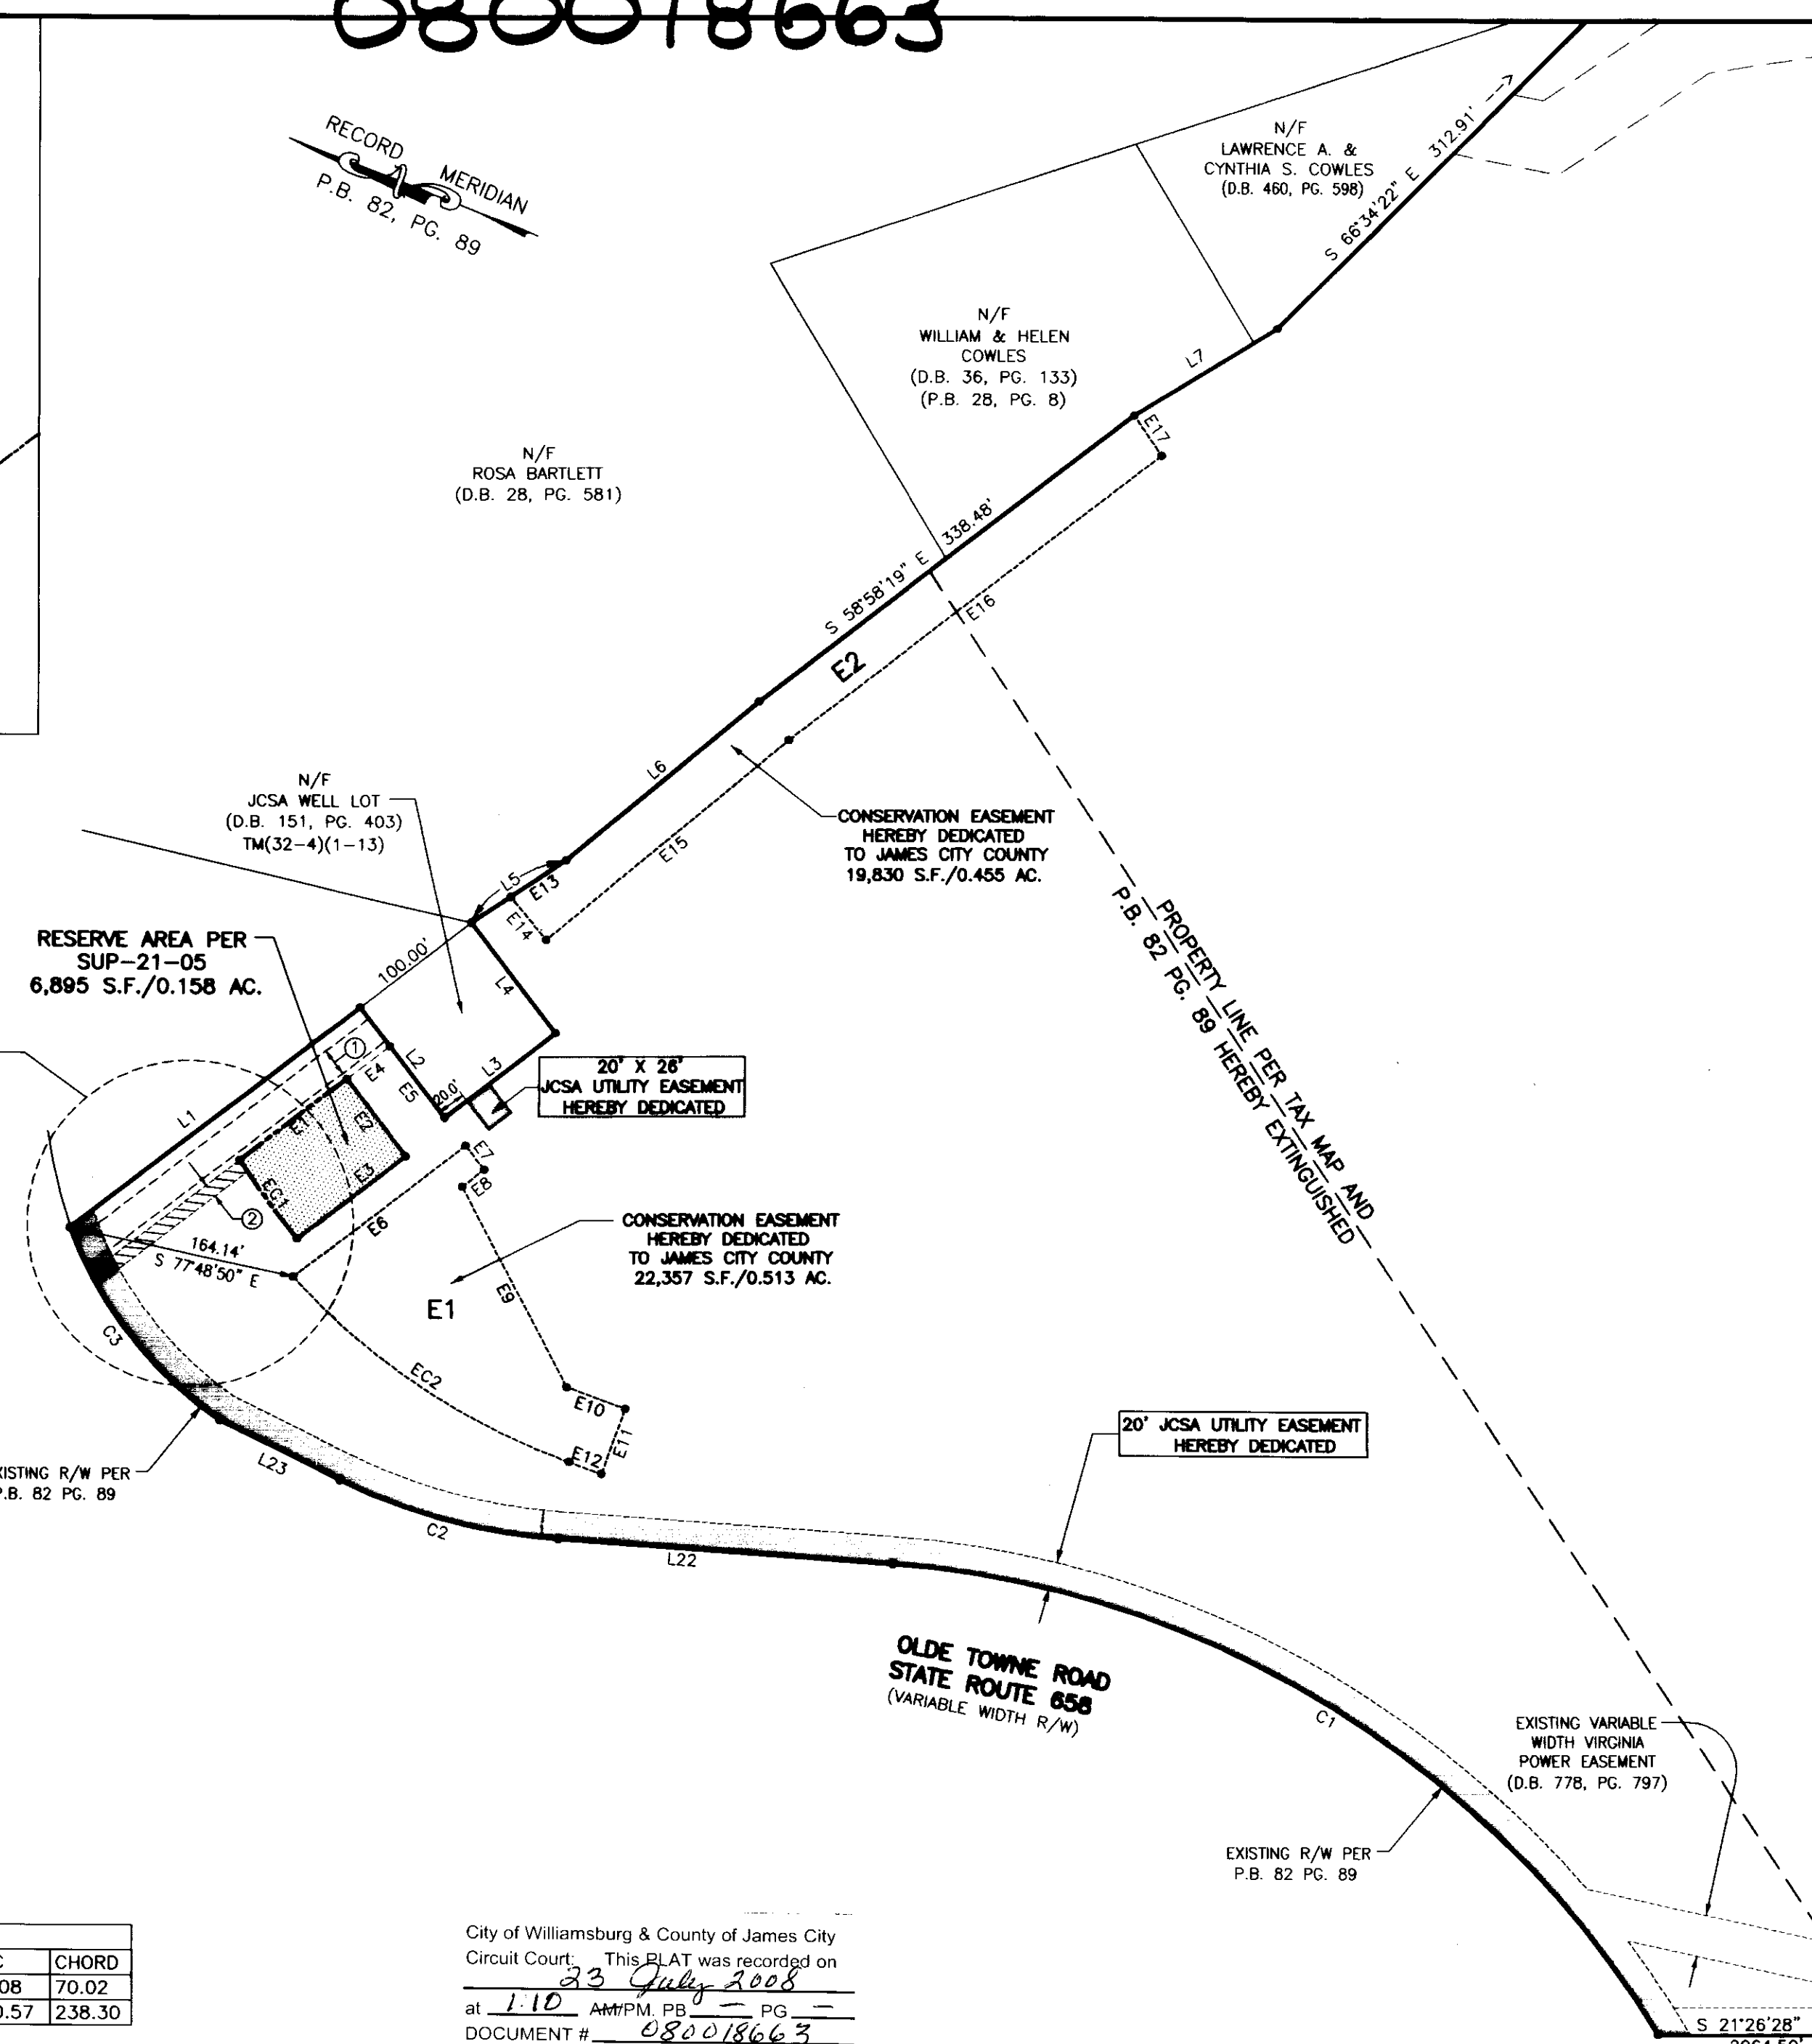 080018663
RECORD MERIDIAN
P.B. 82, PG. 89
N/F
LAWRENCE A. &
CYNTHIA S. COWLES
(D.B. 460, PG. 598)
S 66°34'22" E 312.91'
N/F
WILLIAM & HELEN
COWLES
(D.B. 36, PG. 133)
(P.B. 28, PG. 8)
L7
E17
N/F
ROSA BARTLETT
(D.B. 28, PG. 581)
S 58°58'19" E 338.48'
E16
E2
L6
N/F
JCSA WELL LOT
(D.B. 151, PG. 403)
TM(32-4)(1-13)
CONSERVATION EASEMENT
HEREBY DEDICATED
TO JAMES CITY COUNTY
19,830 S.F./0.455 AC.
E15
L5
E13
E14
PROPERTY LINE PER TAX MAP AND
P.B. 82 PG. 89 HEREBY EXTINGUISHED
RESERVE AREA PER
SUP-21-05
6,895 S.F./0.158 AC.
100.00'
L4
1
L2
E4
E5
L3
20.0'
20' X 26'
JCSA UTILITY EASEMENT
HEREBY DEDICATED
L1
E1
E2
E3
EC1
E7
E8
2
E6
164.14'
S 77°48'50" E
CONSERVATION EASEMENT
HEREBY DEDICATED
TO JAMES CITY COUNTY
22,357 S.F./0.513 AC.
E1
E9
C3
EC2
E10
E11
E12
20' JCSA UTILITY EASEMENT
HEREBY DEDICATED
L23
XISTING R/W PER
P.B. 82 PG. 89
C2
L22
OLDE TOWNE ROAD
STATE ROUTE 658
(VARIABLE WIDTH R/W)
C1
EXISTING VARIABLE
WIDTH VIRGINIA
POWER EASEMENT
(D.B. 778, PG. 797)
EXISTING R/W PER
P.B. 82 PG. 89
C CHORD
08 70.02
0.57 238.30
City of Williamsburg & County of James City
Circuit Court: This PLAT was recorded on
23 July 2008
at 1:10 AM/PM. PB — PG —
DOCUMENT # 080018663
S 21°26'28"